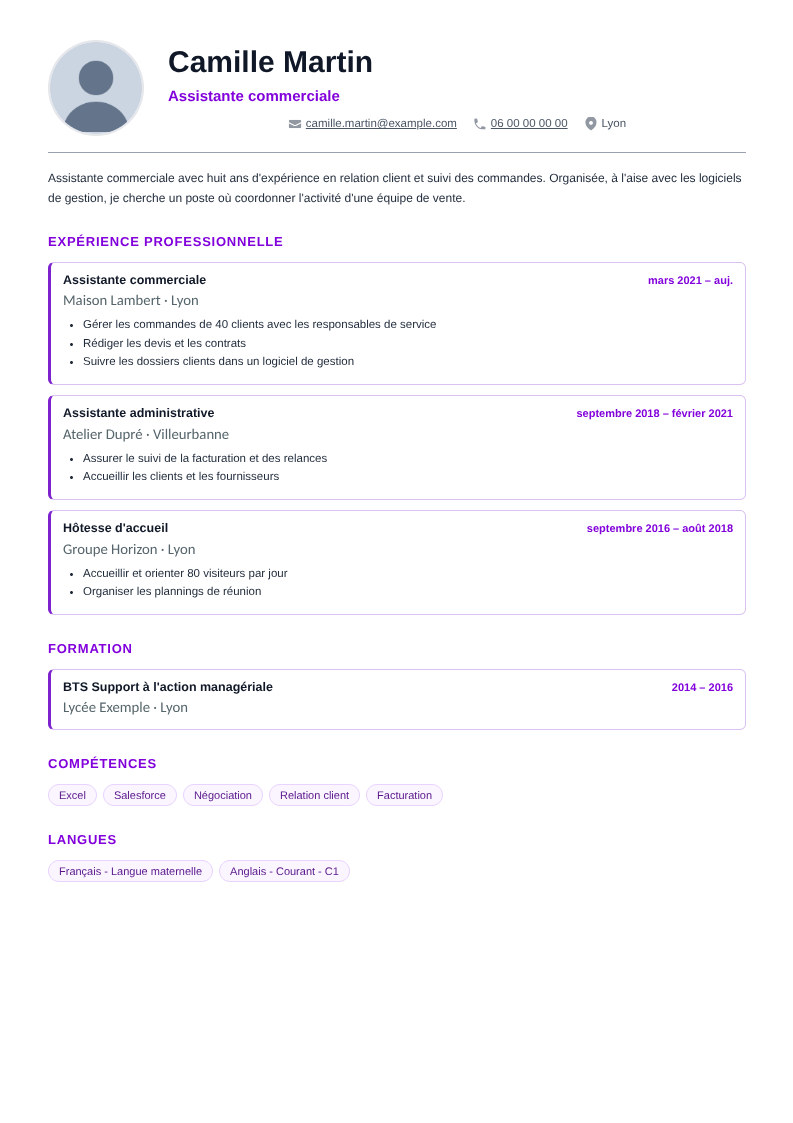 Camille Martin
Assistante commerciale
camille.martin@example.com 06 00 00 00 00 Lyon
Assistante commerciale avec huit ans d'expérience en relation client et suivi des commandes. Organisée, à l'aise avec les logiciels
de gestion, je cherche un poste où coordonner l'activité d'une équipe de vente.
EXPÉRIENCE PROFESSIONNELLE
Assistante commerciale mars 2021 – auj.
Maison Lambert · Lyon
• Gérer les commandes de 40 clients avec les responsables de service
• Rédiger les devis et les contrats
• Suivre les dossiers clients dans un logiciel de gestion
Assistante administrative septembre 2018 – février 2021
Atelier Dupré · Villeurbanne
• Assurer le suivi de la facturation et des relances
• Accueillir les clients et les fournisseurs
Hôtesse d'accueil septembre 2016 – août 2018
Groupe Horizon · Lyon
• Accueillir et orienter 80 visiteurs par jour
• Organiser les plannings de réunion
FORMATION
BTS Support à l'action managériale 2014 – 2016
Lycée Exemple · Lyon
COMPÉTENCES
Excel Salesforce Négociation Relation client Facturation
LANGUES
Français - Langue maternelle Anglais - Courant - C1